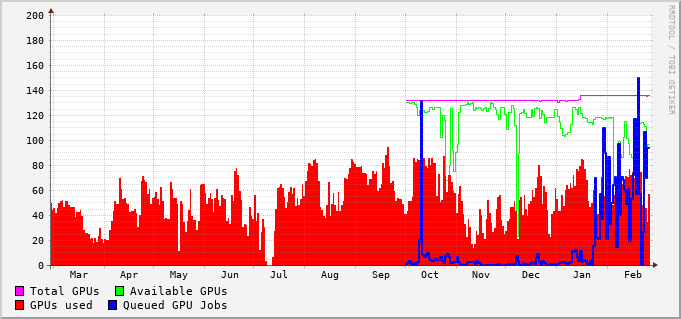 200
180
160
140
120
100
80
60
40
20
0
Mar Apr May Jun Jul Aug Sep Oct Nov Dec Jan Feb
Total GPUs Available GPUs
GPUs used Queued GPU Jobs
RRDTOOL / TOBI OETIKER